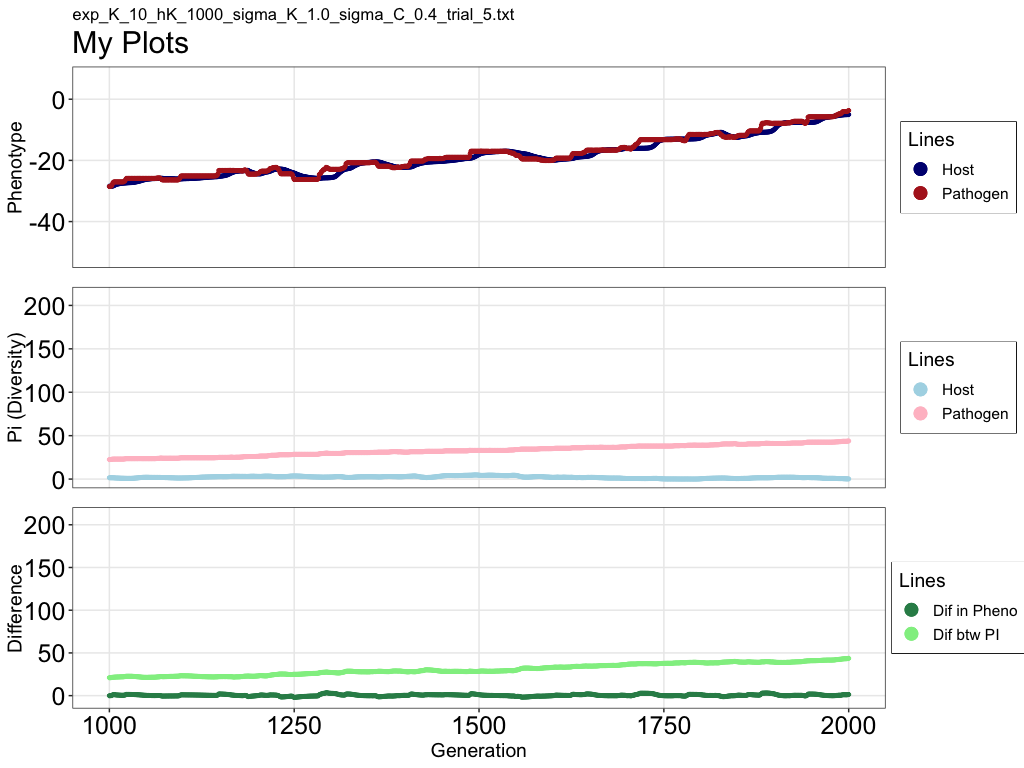 exp_K_10_hK_1000_sigma_K_1.0_sigma_C_0.4_trial_5.txt
My Plots
Phenotype
0
-20
-40
Lines
Host
Pathogen
Pi (Diversity)
200
150
100
50
0
Lines
Host
Pathogen
Difference
200
150
100
50
0
Lines
Dif in Pheno
Dif btw PI
1000 1250 1500 1750 2000
Generation